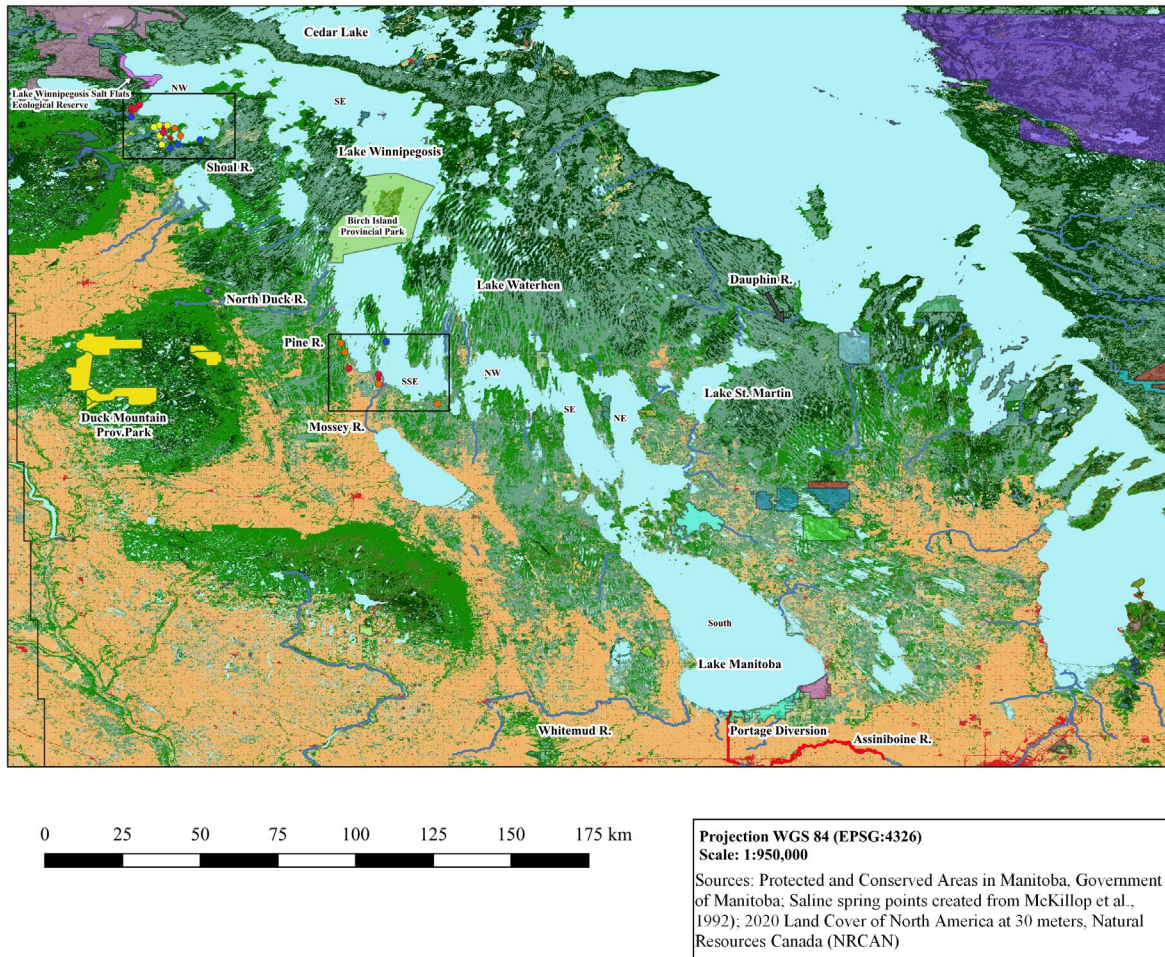 Cedar Lake
NW
Lake Winnipegosis Salt Flats
Ecological Reserve
SE
Lake Winnipegosis
Shoal R.
Birch Island
Provincial Park
Dauphin R.
Lake Waterhen
North Duck R.
Pine R.
NW
SSE
Lake St. Martin
SE
NE
Duck Mountain
Prov.Park
Mossey R.
South
Lake Manitoba
Whitemud R.
Portage Diversion
Assiniboine R.
0 25 50 75 100 125 150 175 km
Projection WGS 84 (EPSG:4326)
Scale: 1:950,000
Sources: Protected and Conserved Areas in Manitoba, Government
of Manitoba; Saline spring points created from McKillop et al.,
1992); 2020 Land Cover of North America at 30 meters, Natural
Resources Canada (NRCAN)